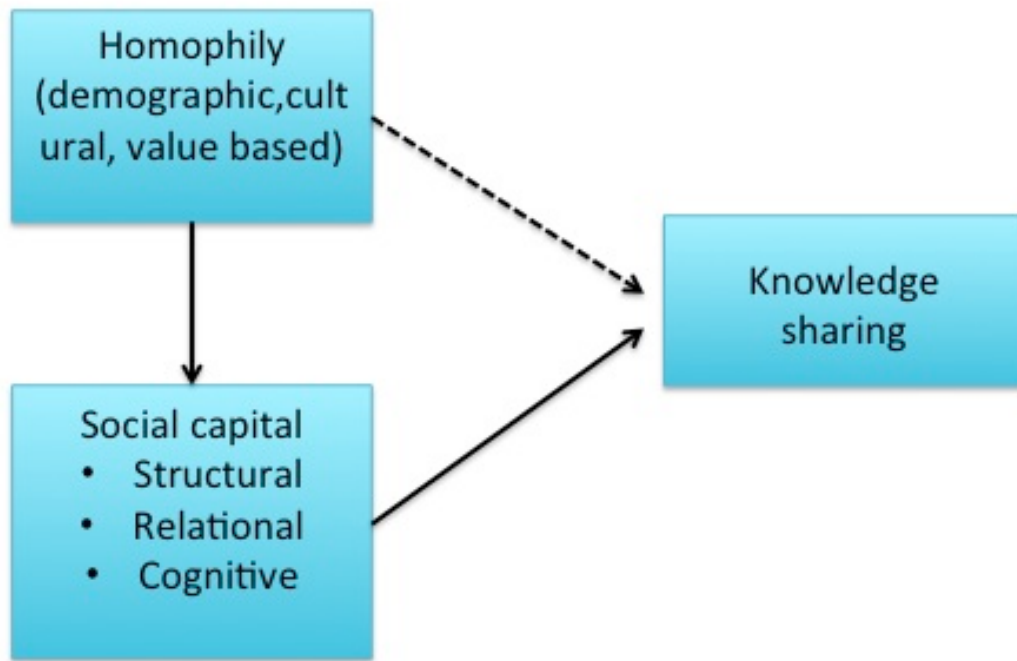 Homophily
(demographic,cult
ural, value based)
Knowledge
sharing
Social capital
• Structural
• Relational
• Cognitive